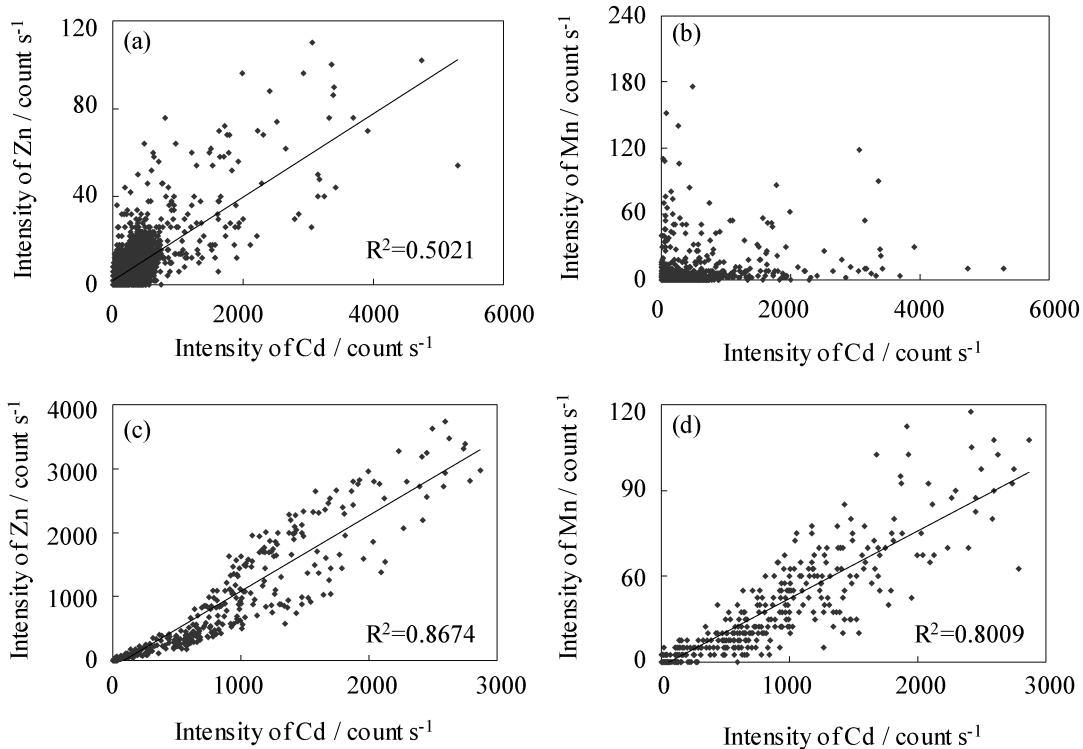 (a)
Intensity of Zn / count s-1
120
80
40
0
R2=0.5021
0 2000 4000 6000
Intensity of Cd / count s-1
(b)
Intensity of Mn / count s-1
240
180
120
60
0
0 2000 4000 6000
Intensity of Cd / count s-1
(c)
Intensity of Zn / count s-1
4000
3000
2000
1000
0
R2=0.8674
0 1000 2000 3000
Intensity of Cd / count s-1
(d)
Intensity of Mn / count s-1
120
90
60
0
R2=0.8009
0 1000 2000 3000
Intensity of Cd / count s-1